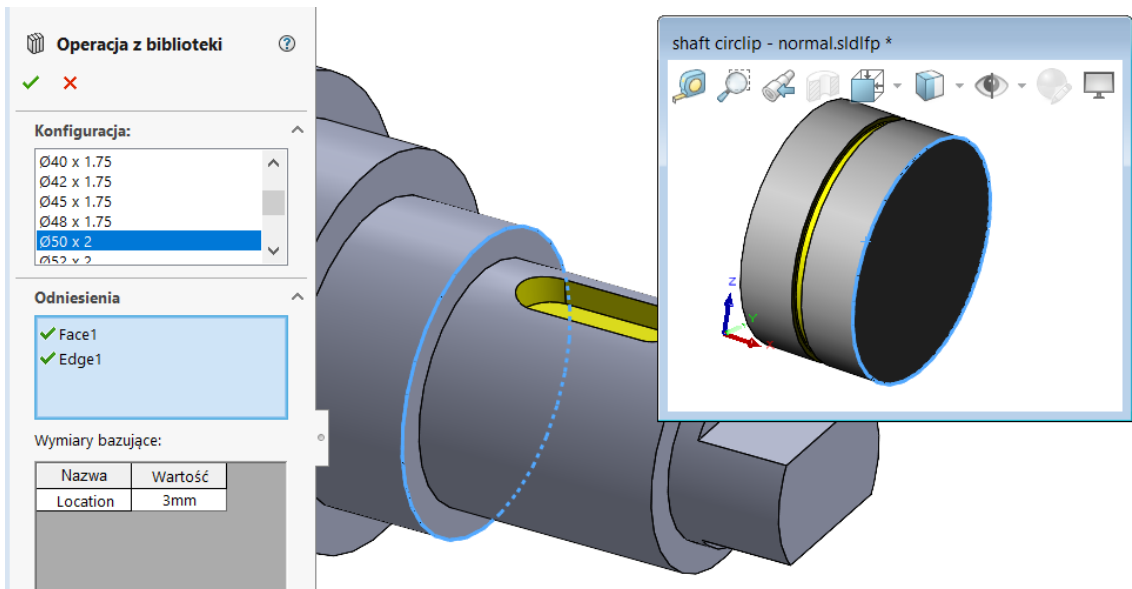 Operacja z biblioteki
Konfiguracja:
Ø40 x 1.75
Ø42 x 1.75
Ø45 x 1.75
Ø48 x 1.75
Ø50 x 2
Ø52 x 2
Odniesienia
Face1
Edge1
Wymiary bazujące:
Nazwa Wartość
Location 3mm
shaft circlip - normal.sldlfp *
Z
Y
X